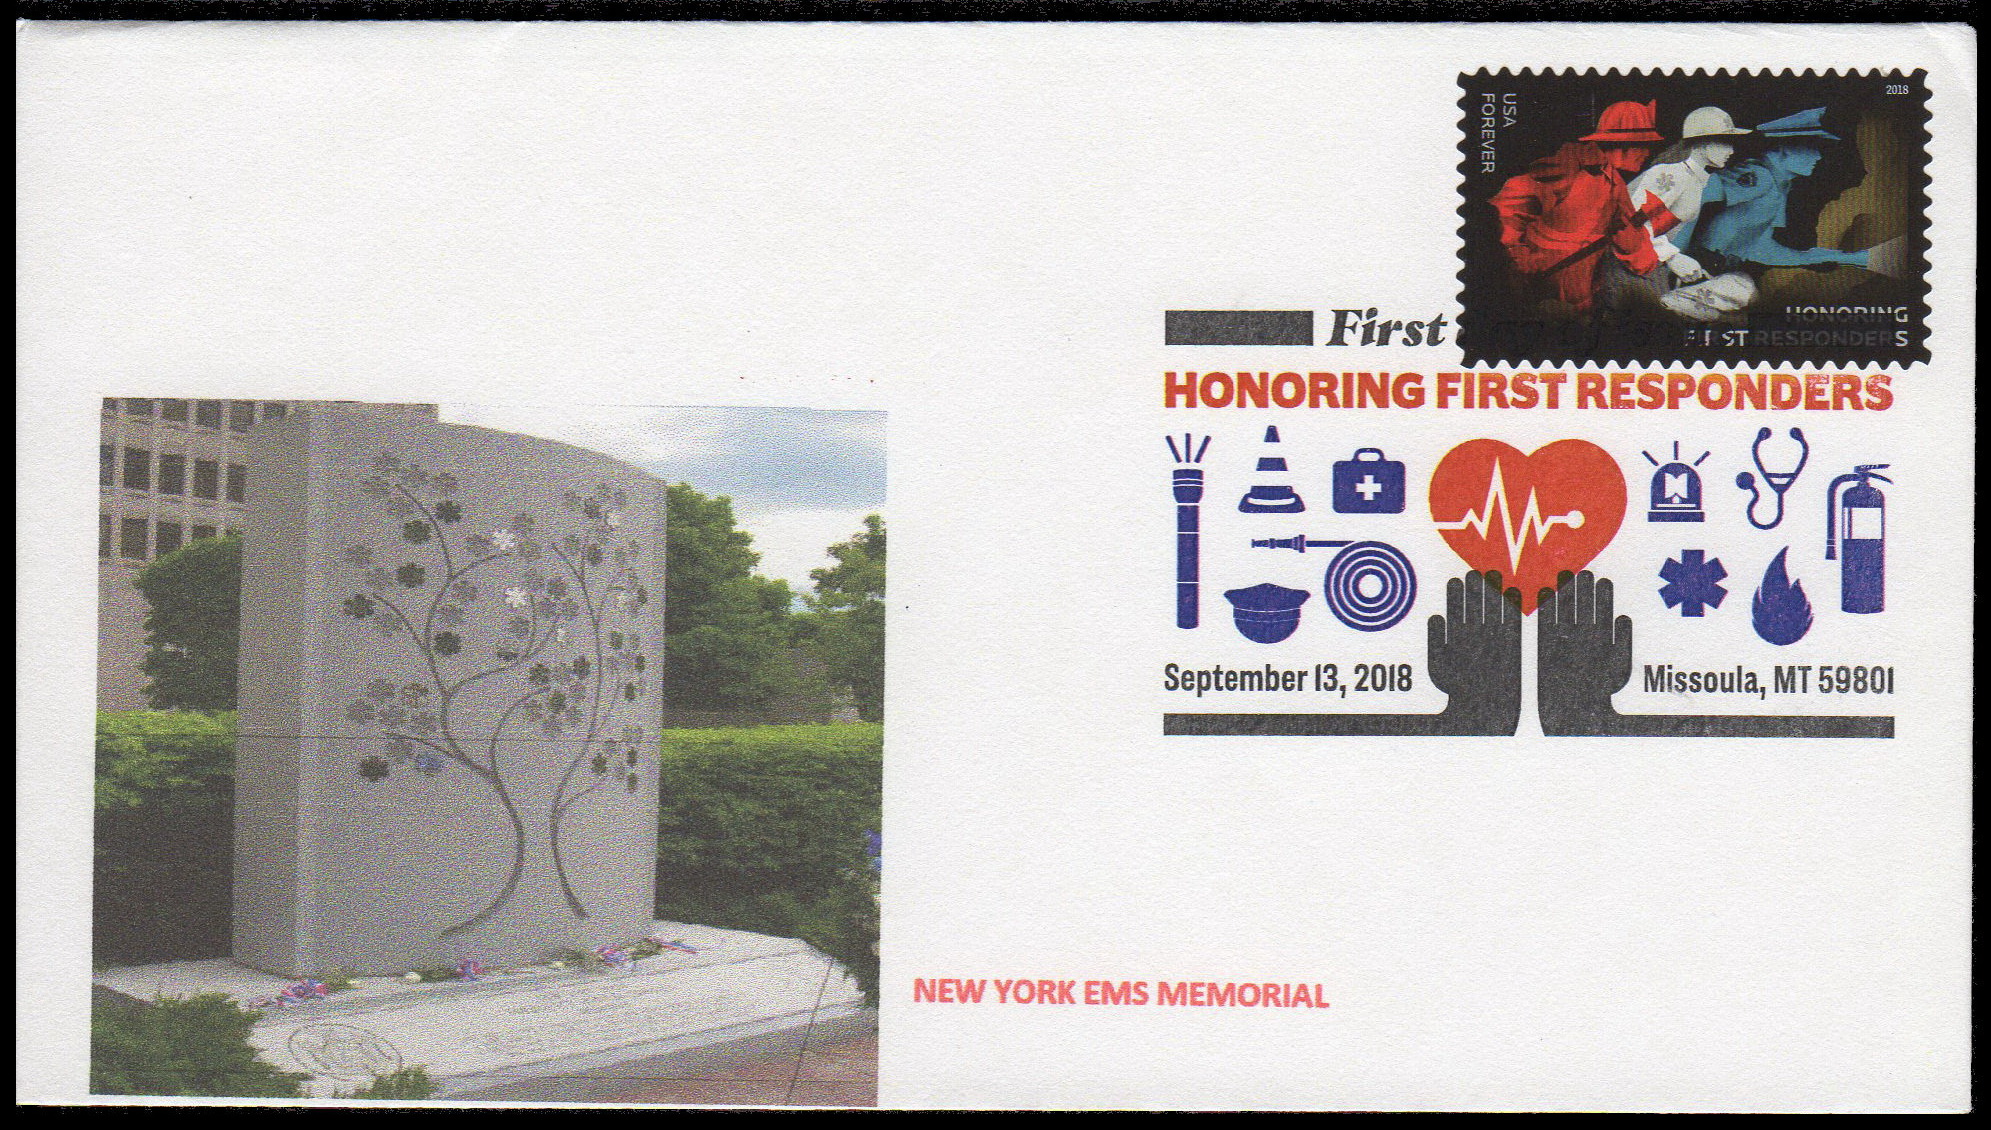 USA
FOREVER
2018
HONORING
FIRST RESPONDERS
First
HONORING FIRST RESPONDERS
September 13, 2018
Missoula, MT 59801
NEW YORK EMS MEMORIAL